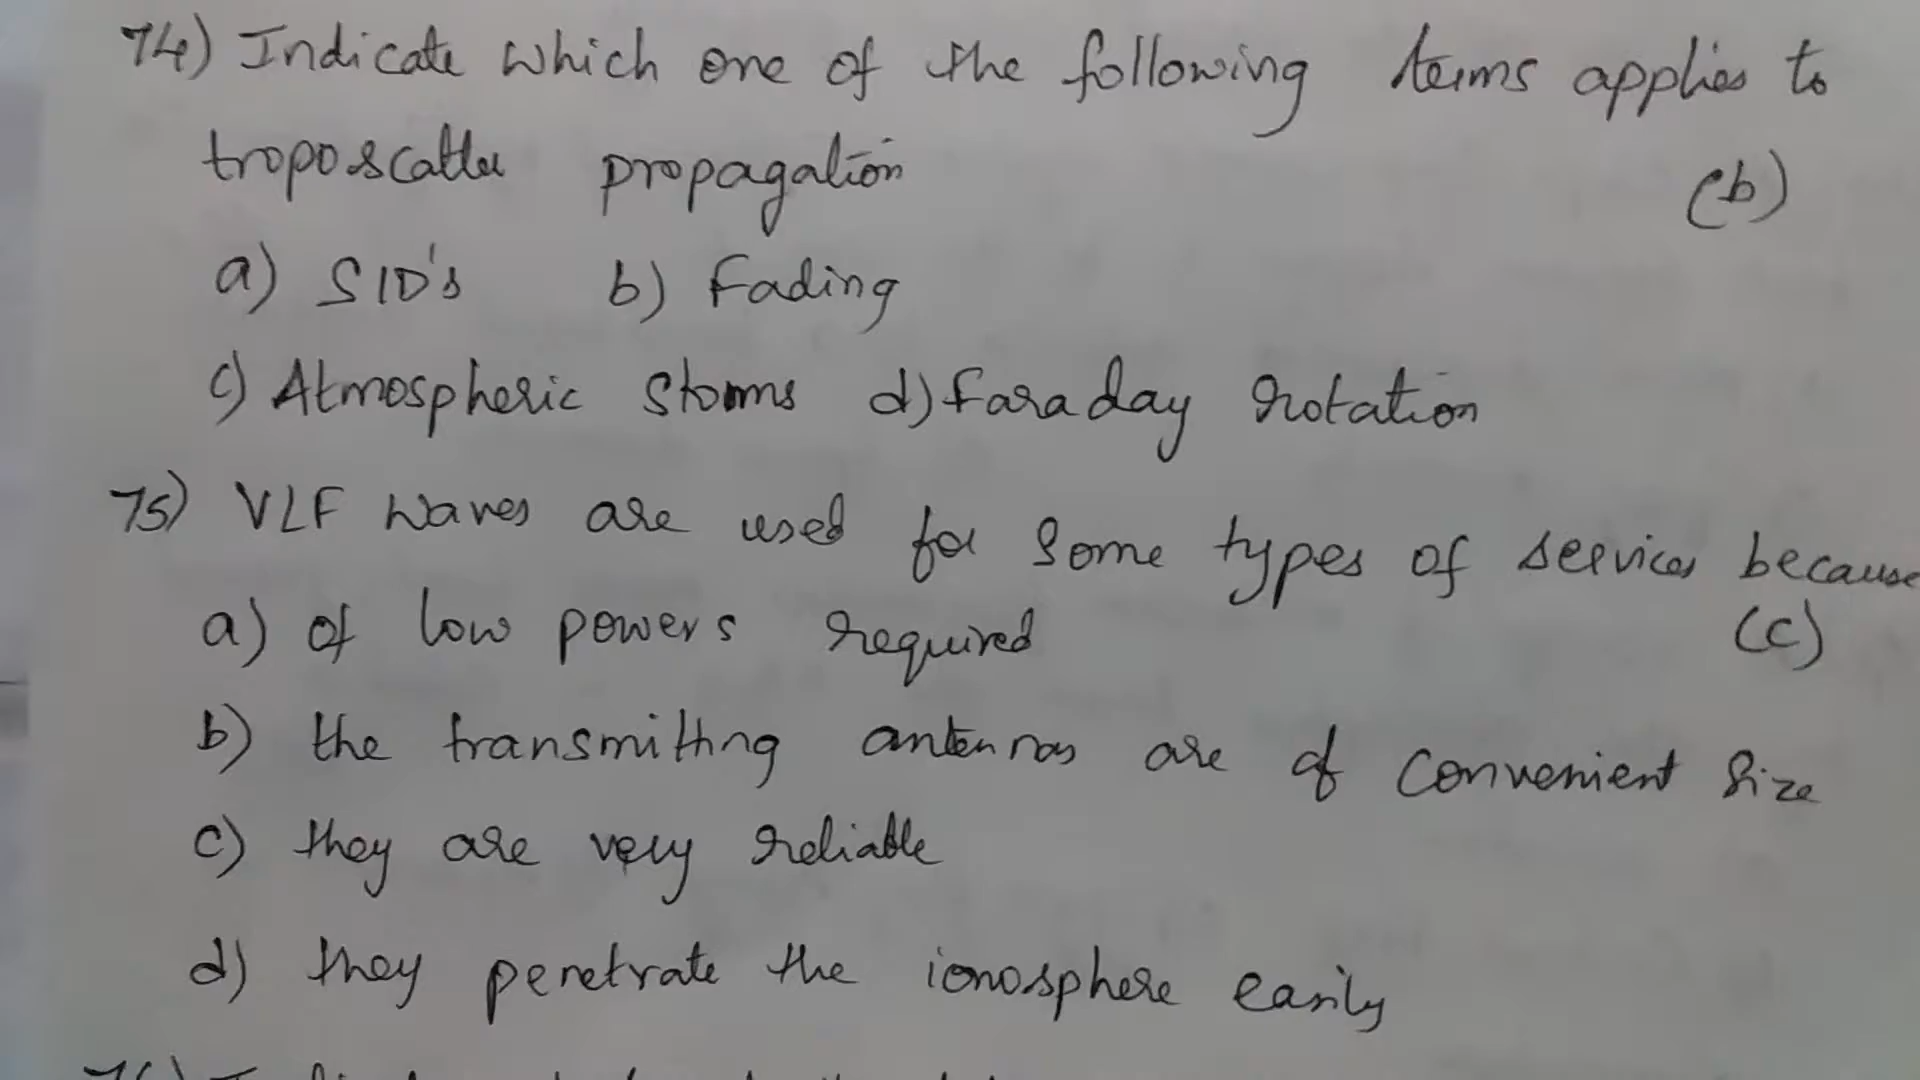 74) Indicate which one of the following terms applies to
troposcatter propagation (b)
a) SID's b) Fading
c) Atmospheric Storms d) Faraday rotation
75) VLF waves are used for some types of services because
a) of low powers required (c)
b) the transmitting antennas are of convenient size
c) they are very reliable
d) they penetrate the ionosphere easily